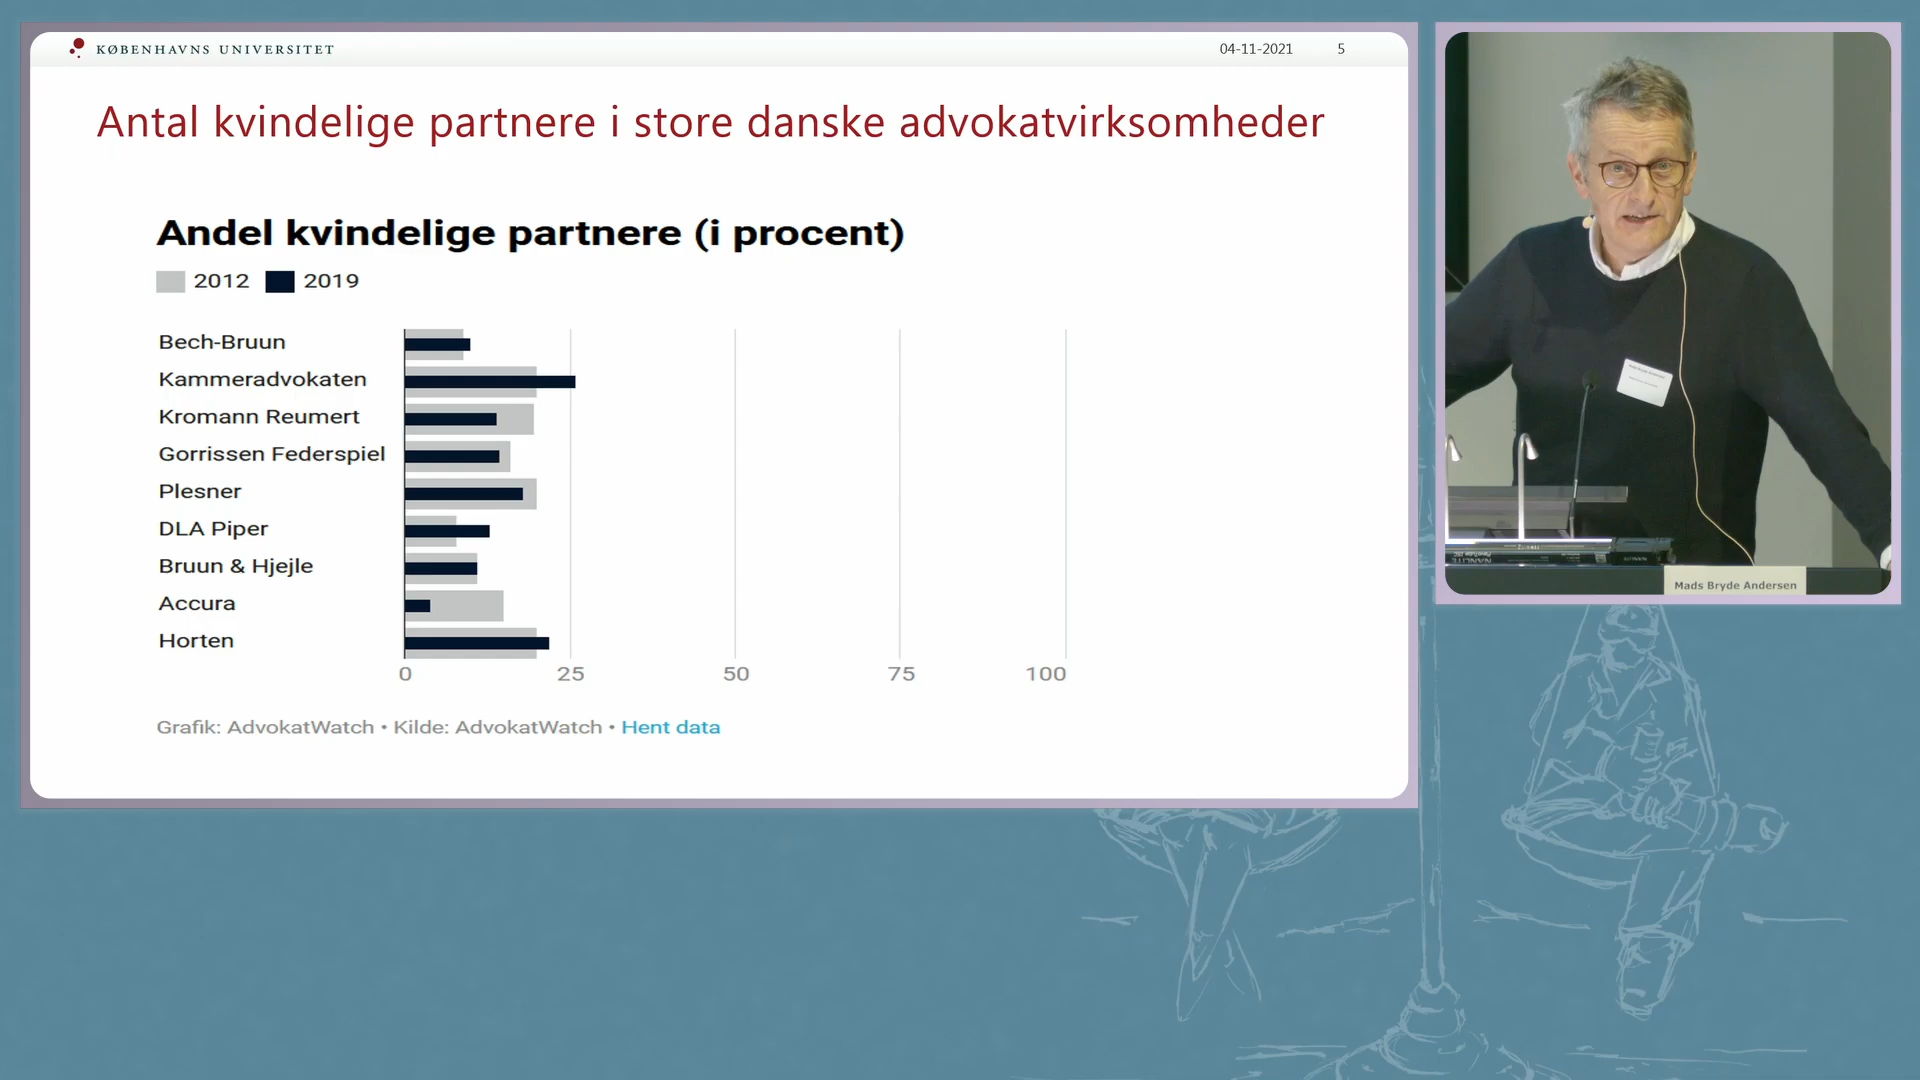 KØBENHAVNS UNIVERSITET
04-11-2021 5
Antal kvindelige partnere i store danske advokatvirksomheder
Andel kvindelige partnere (i procent)
2012 2019
Bech-Bruun
Kammeradvokaten
Kromann Reumert
Gorrissen Federspiel
Plesner
DLA Piper
Bruun & Hjejle
Accura
Horten
0 25 50 75 100
Grafik: AdvokatWatch • Kilde: AdvokatWatch • Hent data
Mads Bryde Andersen